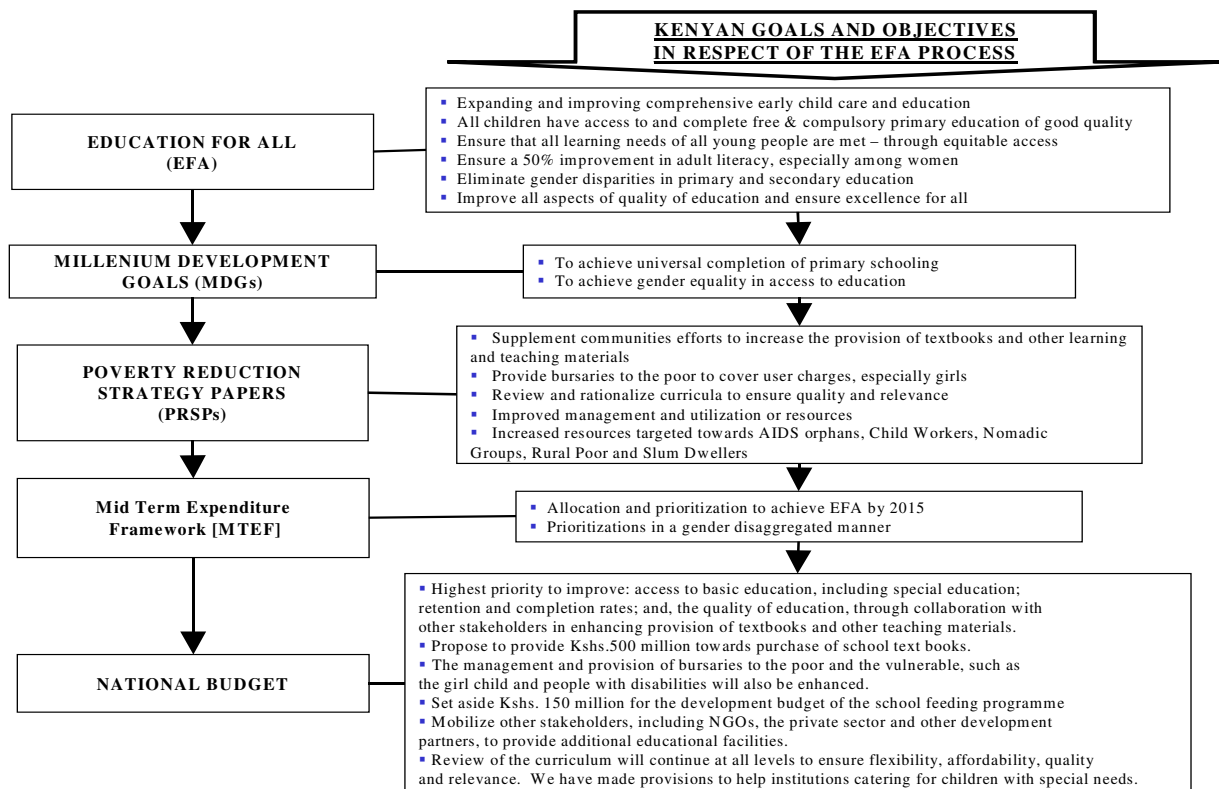 KENYAN GOALS AND OBJECTIVES
IN RESPECT OF THE EFA PROCESS
EDUCATION FOR ALL
(EFA)
▪ Expanding and improving comprehensive early child care and education
▪ All children have access to and complete free & compulsory primary education of good quality
▪ Ensure that all learning needs of all young people are met – through equitable access
▪ Ensure a 50% improvement in adult literacy, especially among women
▪ Eliminate gender disparities in primary and secondary education
▪ Improve all aspects of quality of education and ensure excellence for all
MILLENIUM DEVELOPMENT
GOALS (MDGs)
▪ To achieve universal completion of primary schooling
▪ To achieve gender equality in access to education
POVERTY REDUCTION
STRATEGY PAPERS
(PRSPs)
▪ Supplement communities efforts to increase the provision of textbooks and other learning
and teaching materials
▪ Provide bursaries to the poor to cover user charges, especially girls
▪ Review and rationalize curricula to ensure quality and relevance
▪ Improved management and utilization or resources
▪ Increased resources targeted towards AIDS orphans, Child Workers, Nomadic
Groups, Rural Poor and Slum Dwellers
Mid Term Expenditure
Framework [MTEF]
▪ Allocation and prioritization to achieve EFA by 2015
▪ Prioritizations in a gender disaggregated manner
NATIONAL BUDGET
▪ Highest priority to improve: access to basic education, including special education;
retention and completion rates; and, the quality of education, through collaboration with
other stakeholders in enhancing provision of textbooks and other teaching materials.
▪ Propose to provide Kshs.500 million towards purchase of school text books.
▪ The management and provision of bursaries to the poor and the vulnerable, such as
the girl child and people with disabilities will also be enhanced.
▪ Set aside Kshs. 150 million for the development budget of the school feeding programme
▪ Mobilize other stakeholders, including NGOs, the private sector and other development
partners, to provide additional educational facilities.
▪ Review of the curriculum will continue at all levels to ensure flexibility, affordability, quality
and relevance. We have made provisions to help institutions catering for children with special needs.